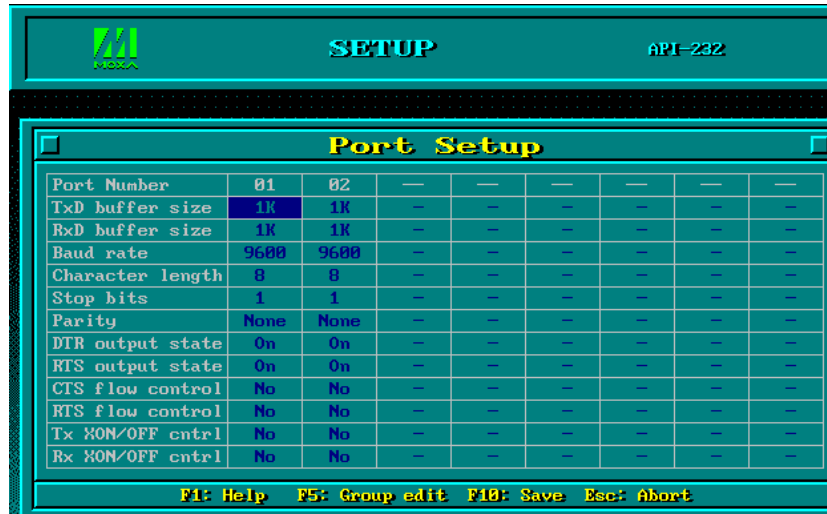 MOXA
SETUP
API-232
Port Setup
Port Number 01 02 — — — — — —
TxD buffer size 1K 1K — — — — — —
RxD buffer size 1K 1K — — — — — —
Baud rate 9600 9600 — — — — — —
Character length 8 8 — — — — — —
Stop bits 1 1 — — — — — —
Parity None None — — — — — —
DTR output state On On — — — — — —
RTS output state On On — — — — — —
CTS flow control No No — — — — — —
RTS flow control No No — — — — — —
Tx XON/OFF cntrl No No — — — — — —
Rx XON/OFF cntrl No No — — — — — —
F1: Help F5: Group edit F10: Save Esc: Abort